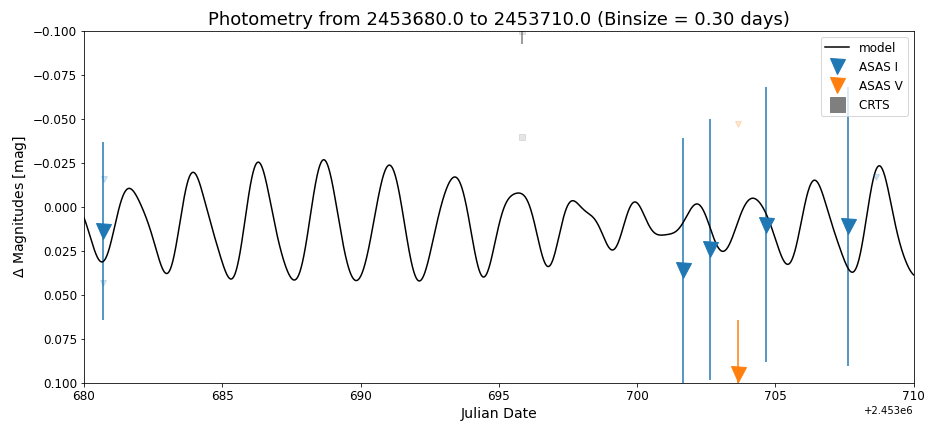 Photometry from 2453680.0 to 2453710.0 (Binsize = 0.30 days)
−0.100
−0.075
−0.050
−0.025
0.000
0.025
0.050
0.075
0.100
Δ Magnitudes [mag]
model
ASAS I
ASAS V
CRTS
680
685
690
695
700
705
710
+2.453e6
Julian Date